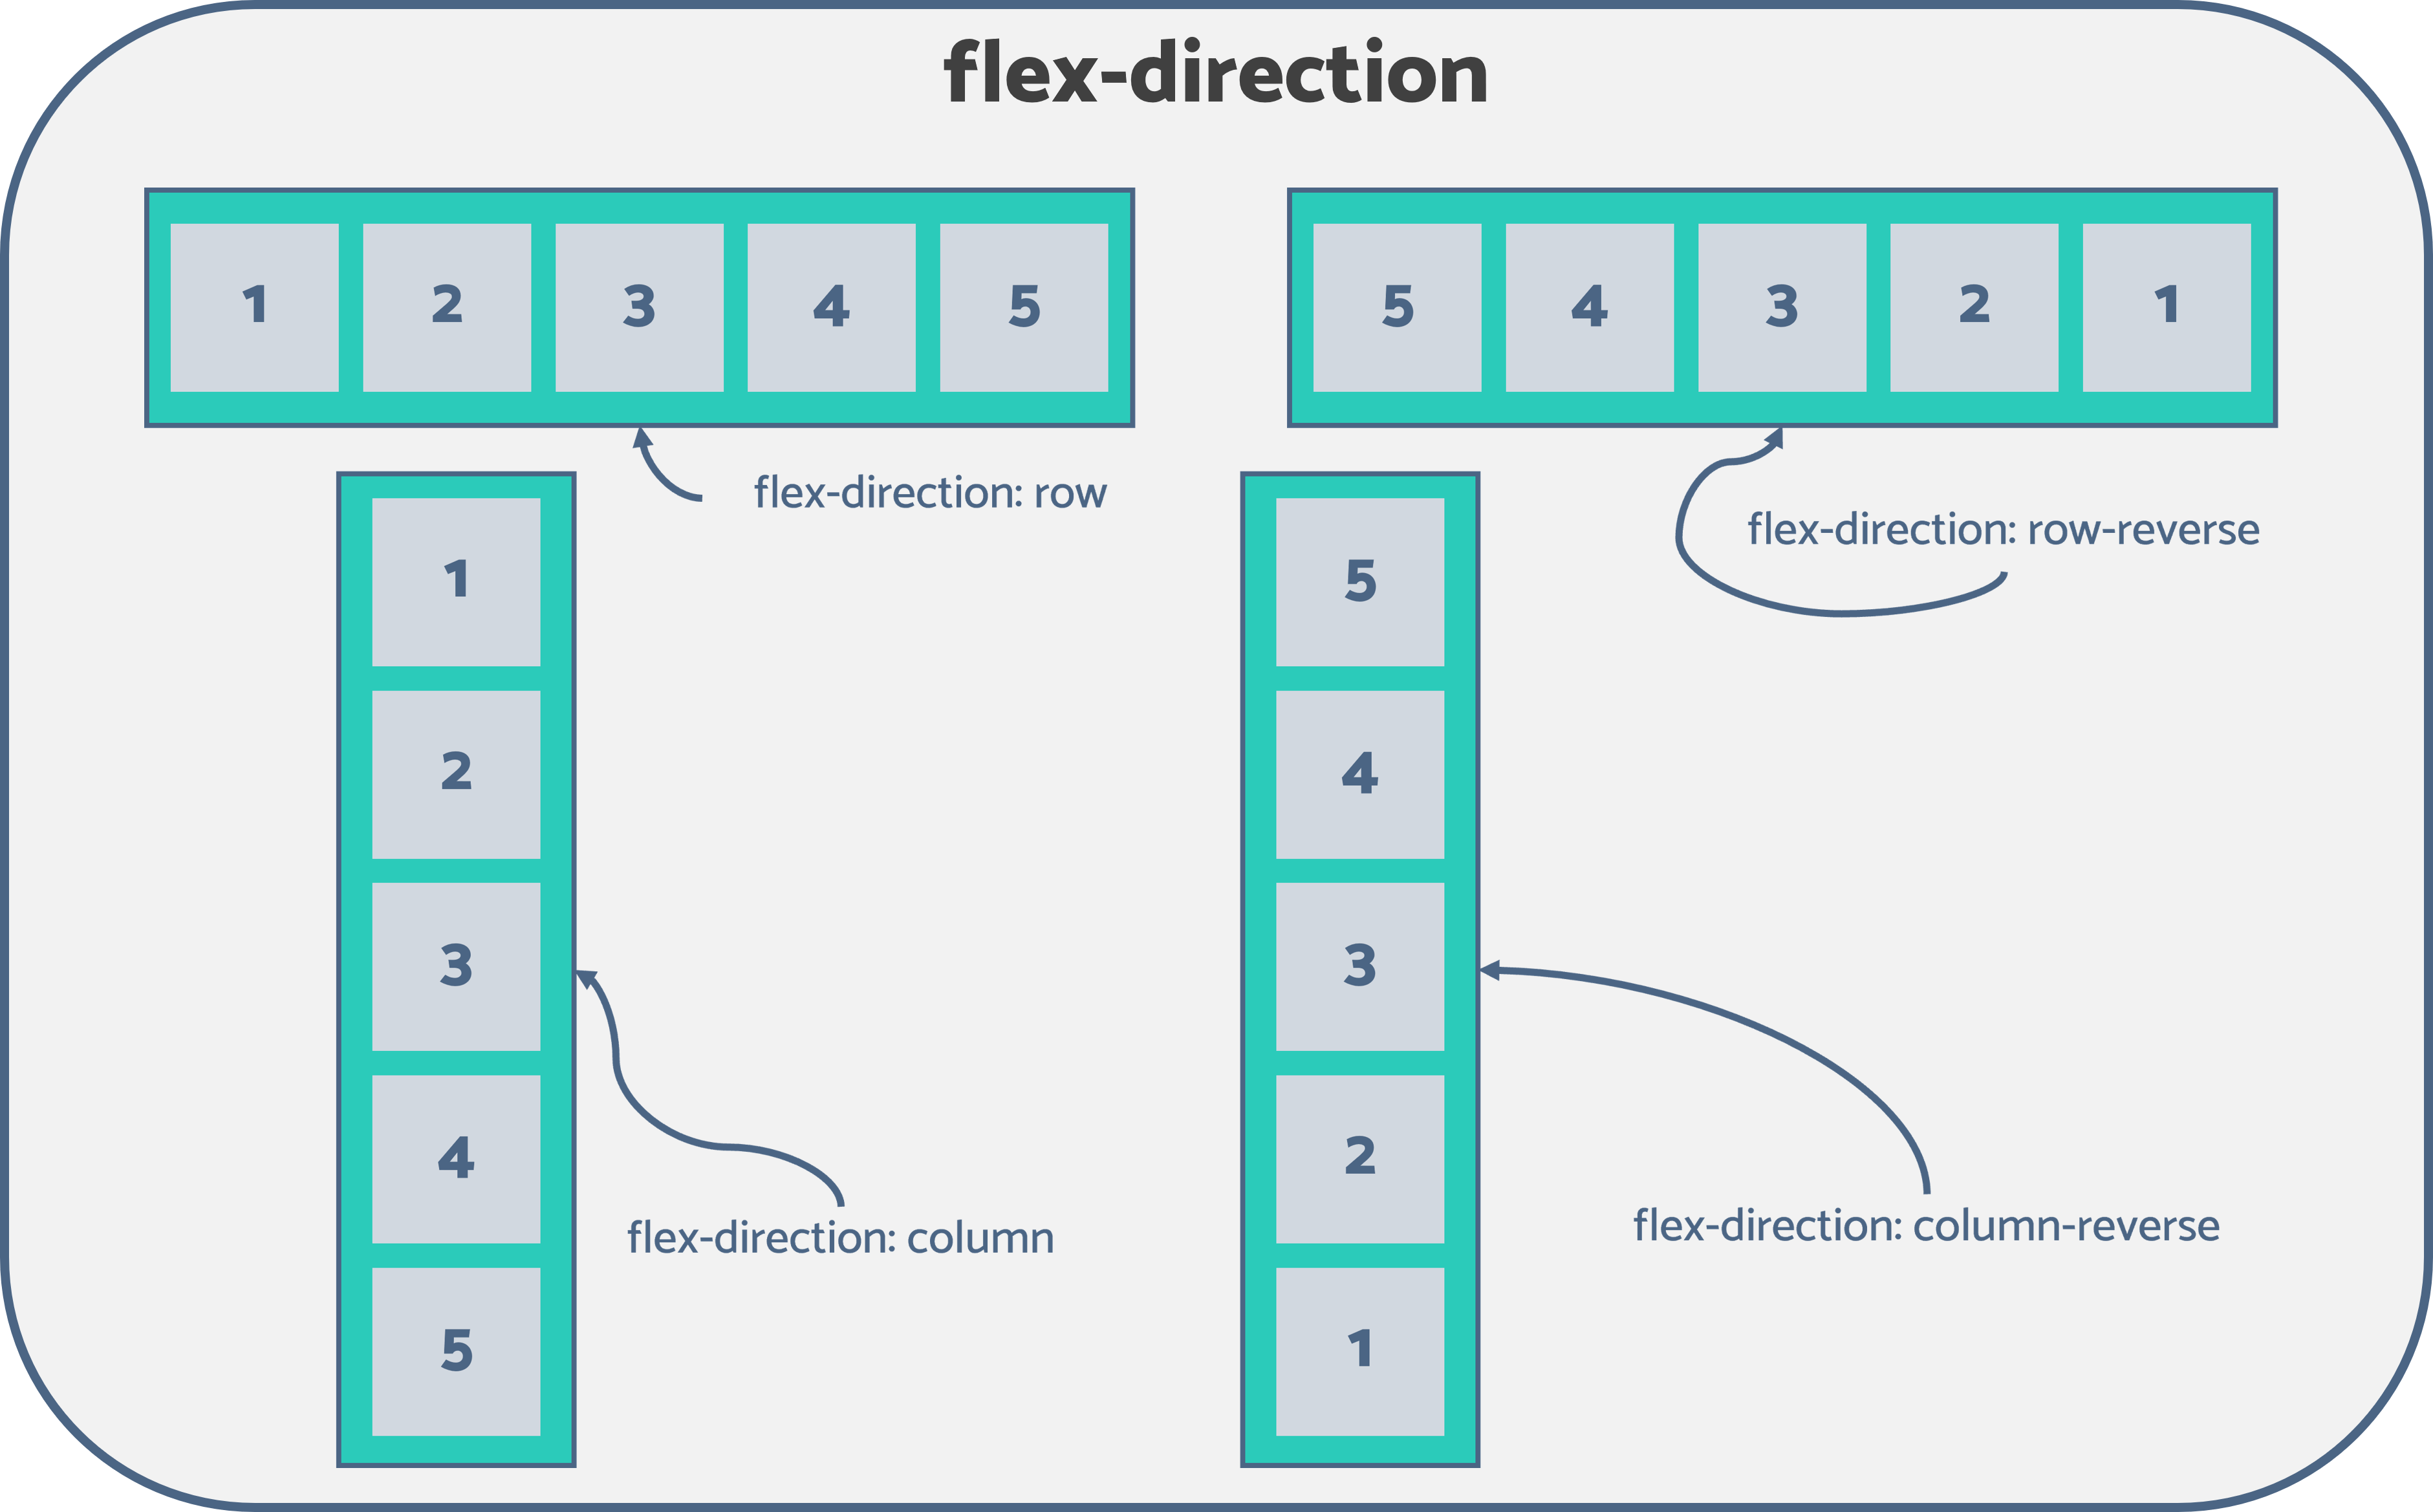 flex-direction
1 2 3 4 5
5 4 3 2 1
flex-direction: row
flex-direction: row-reverse
1
2
3
4
5
flex-direction: column
5
4
3
2
1
flex-direction: column-reverse